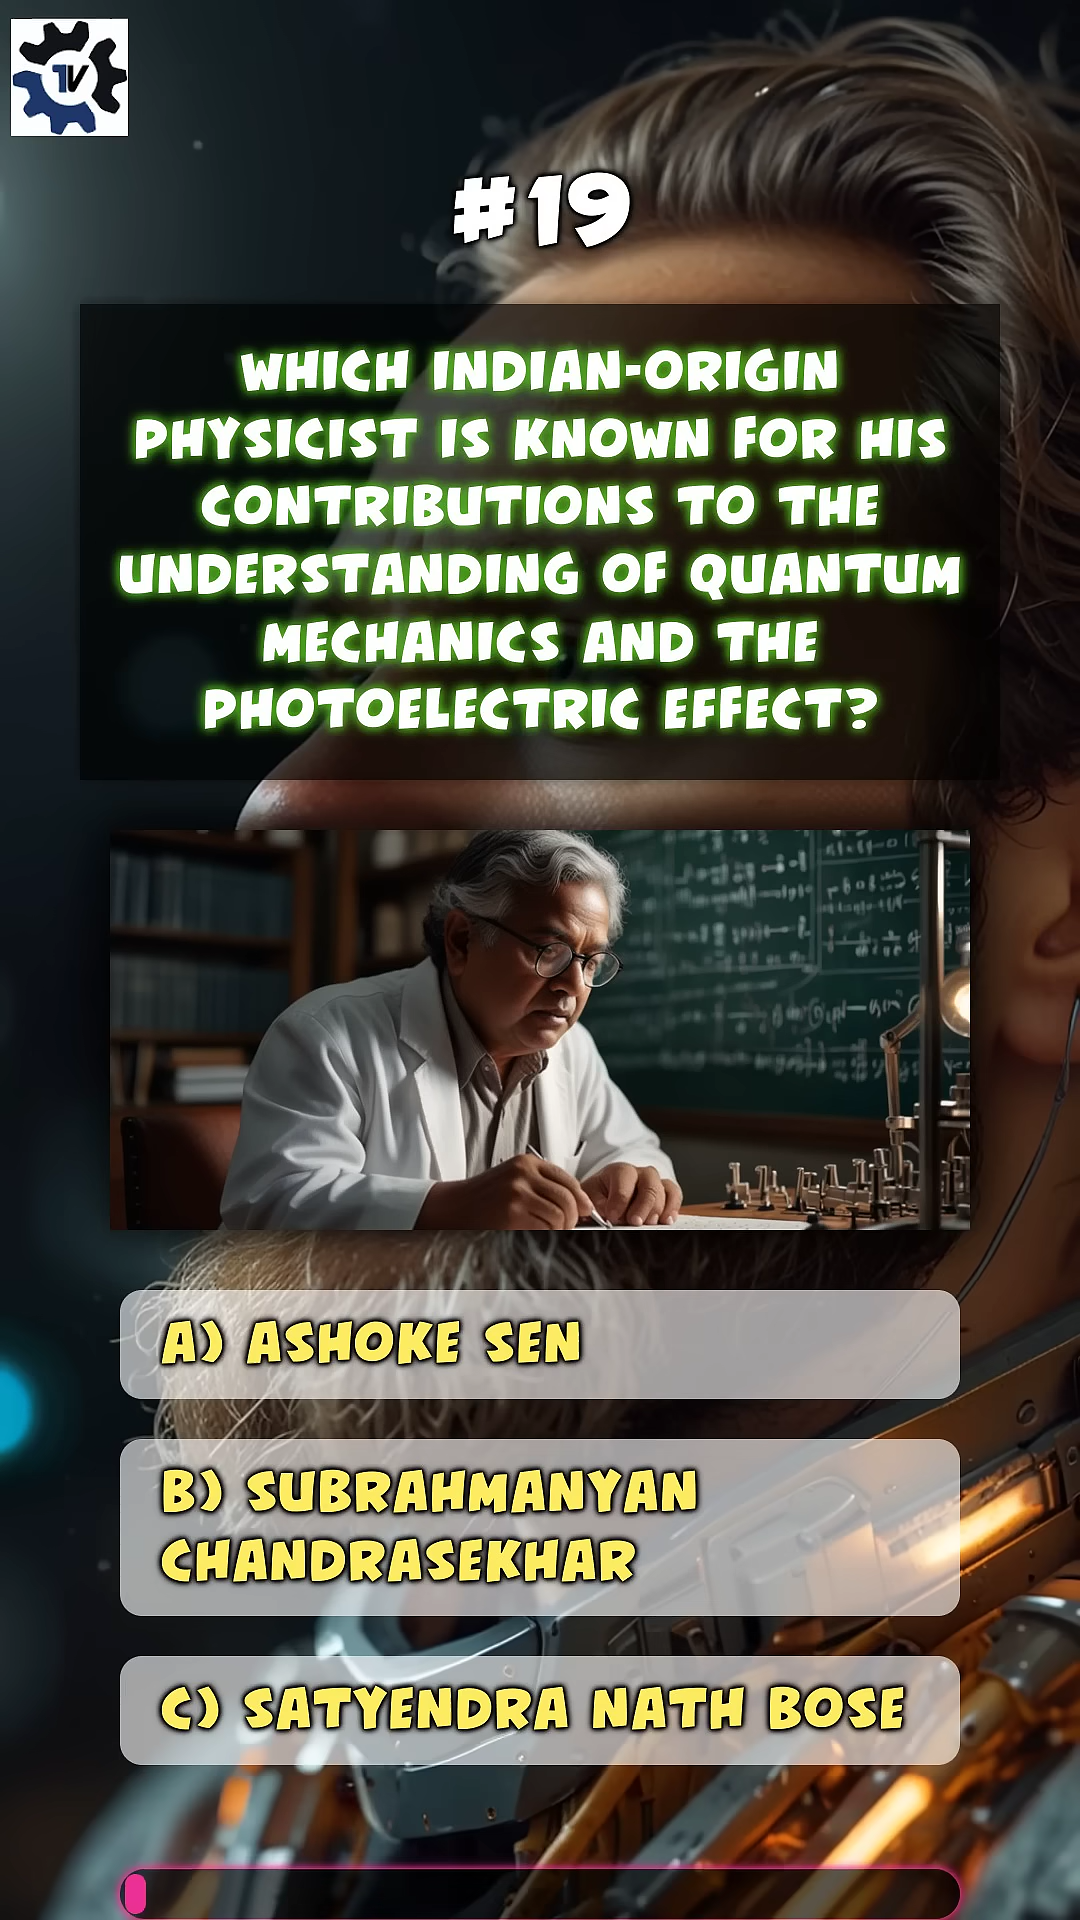 1V
#19
WHICH INDIAN-ORIGIN
PHYSICIST IS KNOWN FOR HIS
CONTRIBUTIONS TO THE
UNDERSTANDING OF QUANTUM
MECHANICS AND THE
PHOTOELECTRIC EFFECT?
A) ASHOKE SEN
B) SUBRAHMANYAN
CHANDRASEKHAR
C) SATYENDRA NATH BOSE